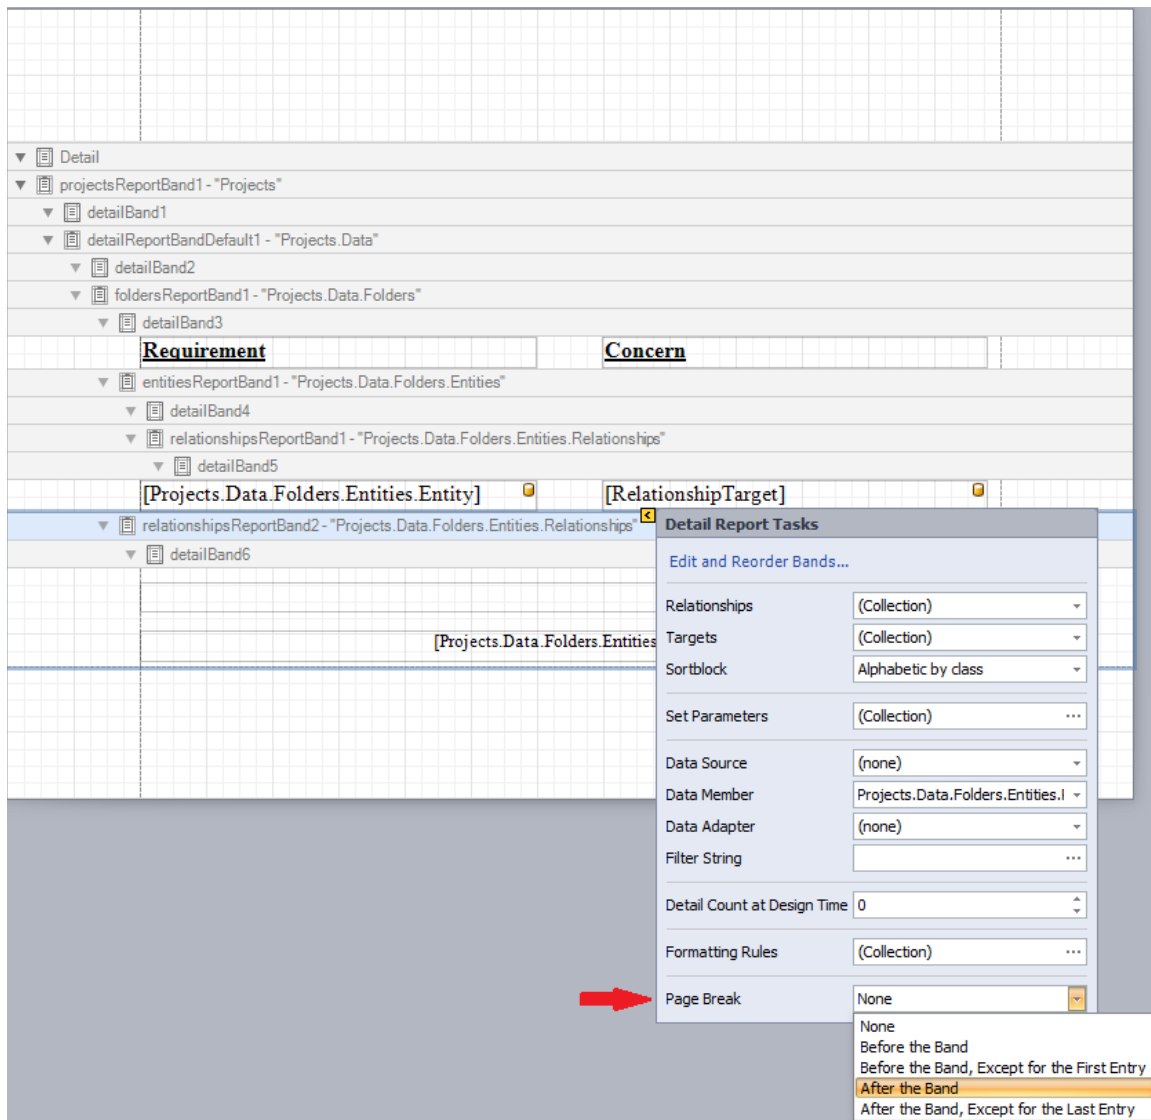 Detail
projectsReportBand1 - "Projects"
detailBand1
detailReportBandDefault1 - "Projects.Data"
detailBand2
foldersReportBand1 - "Projects.Data.Folders"
detailBand3
Requirement Concern
entitiesReportBand1 - "Projects.Data.Folders.Entities"
detailBand4
relationshipsReportBand1 - "Projects.Data.Folders.Entities.Relationships"
detailBand5
[Projects.Data.Folders.Entities.Entity] [RelationshipTarget]
relationshipsReportBand2 - "Projects.Data.Folders.Entities.Relationships"
detailBand6
[Projects.Data.Folders.Entities
Detail Report Tasks
Edit and Reorder Bands...
Relationships (Collection)
Targets (Collection)
Sortblock Alphabetic by class
Set Parameters (Collection) ...
Data Source (none)
Data Member Projects.Data.Folders.Entities.
Data Adapter (none)
Filter String ...
Detail Count at Design Time 0
Formatting Rules (Collection) ...
Page Break None
None
Before the Band
Before the Band, Except for the First Entry
After the Band
After the Band, Except for the Last Entry